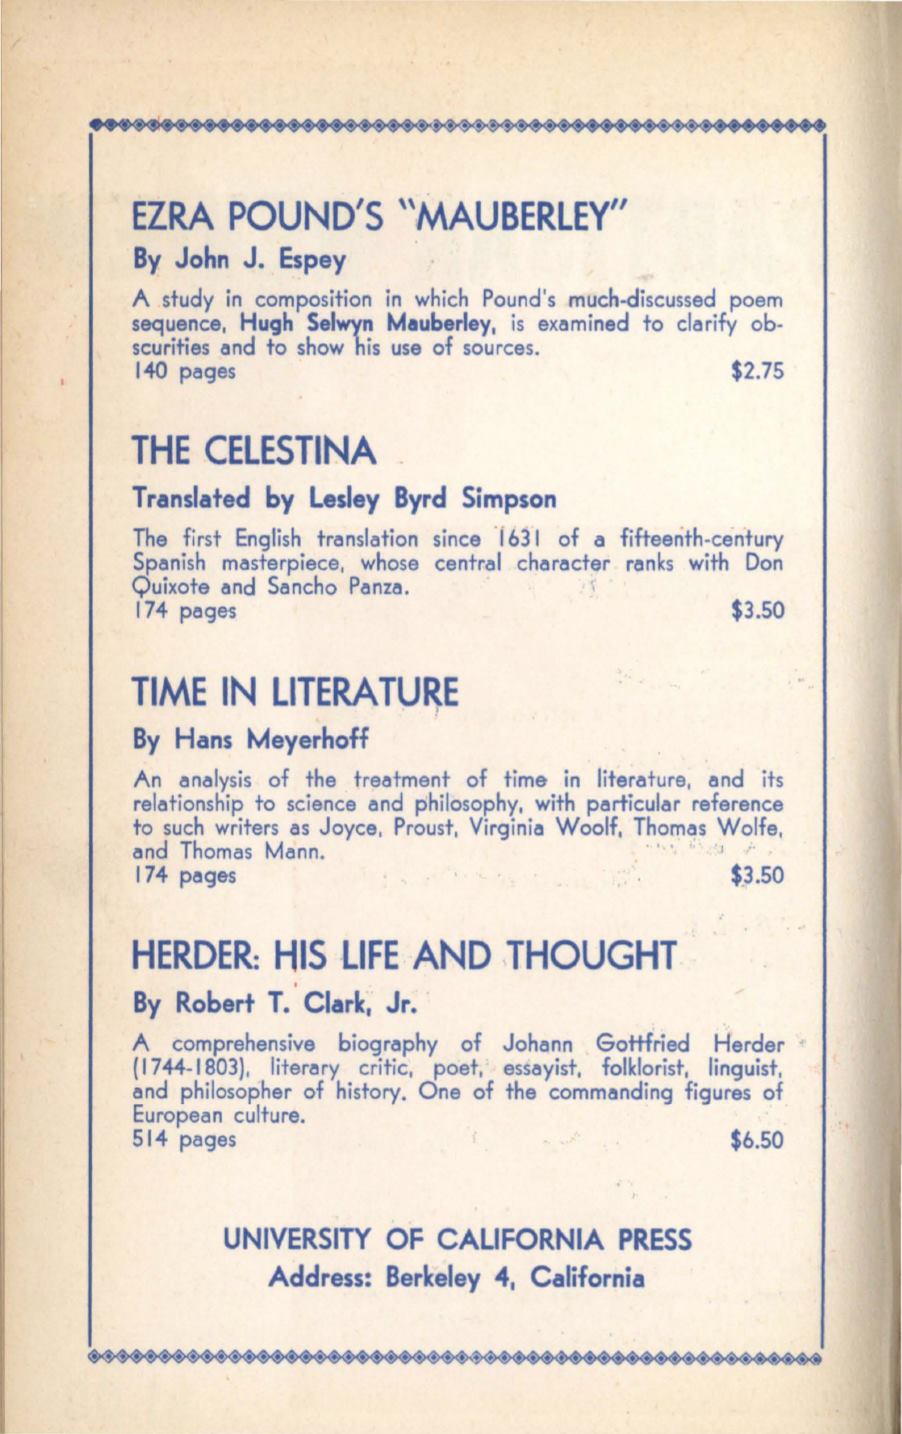 EZRA POUND'S "MAUBERLEY"
By John J. Espey
A study in composition in which Pound's much-discussed poem
sequence, Hugh Selwyn Mauberley, is examined to clarify ob-
scurities and to show his use of sources.
140 pages $2.75
THE CELESTINA
Translated by Lesley Byrd Simpson
The first English translation since 1631 of a fifteenth-century
Spanish masterpiece, whose central character ranks with Don
Quixote and Sancho Panza.
174 pages $3.50
TIME IN LITERATURE
By Hans Meyerhoff
An analysis of the treatment of time in literature, and its
relationship to science and philosophy, with particular reference
to such writers as Joyce, Proust, Virginia Woolf, Thomas Wolfe,
and Thomas Mann.
174 pages $3.50
HERDER: HIS LIFE AND THOUGHT
By Robert T. Clark, Jr.
A comprehensive biography of Johann Gottfried Herder
(1744-1803), literary critic, poet, essayist, folklorist, linguist,
and philosopher of history. One of the commanding figures of
European culture.
514 pages $6.50
UNIVERSITY OF CALIFORNIA PRESS
Address: Berkeley 4, California